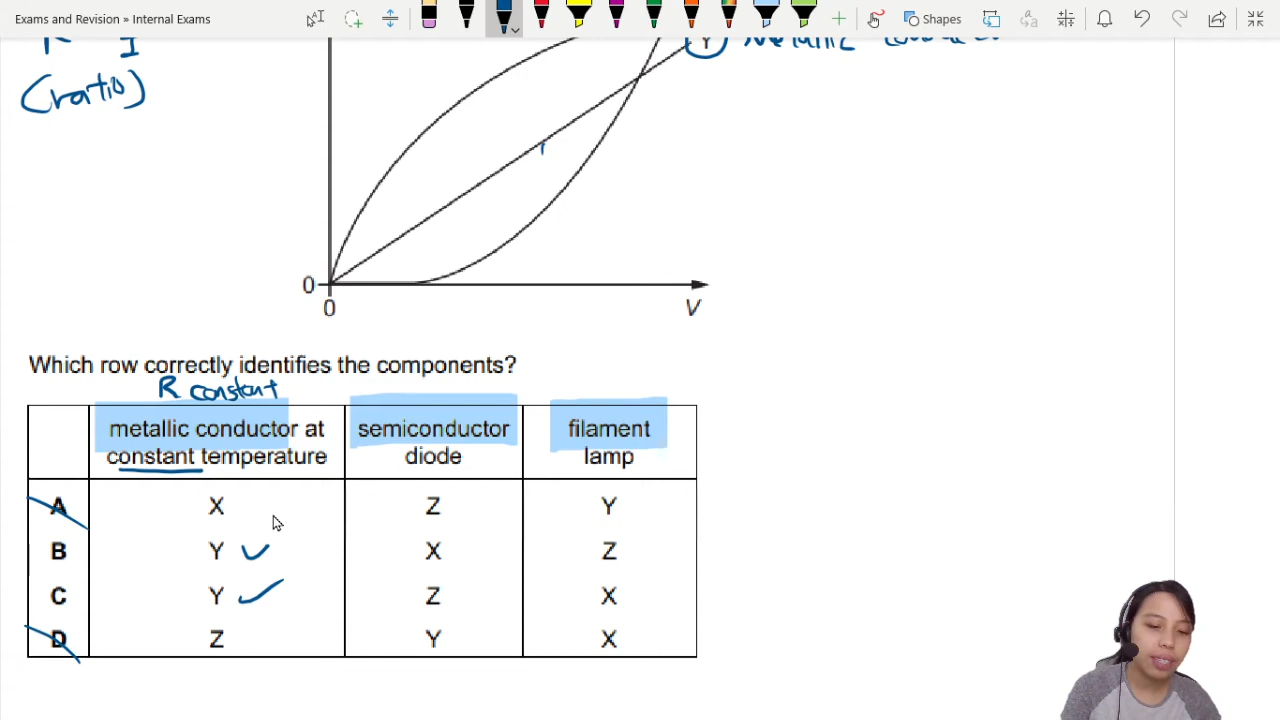 Exams and Revision » Internal Exams
Shapes
R I
(ratio)
Y Metallic
0
0
V
Which row correctly identifies the components?
R constant
metallic conductor at constant temperature
semiconductor diode
filament lamp
A X Z Y
B Y X Z
C Y Z X
D Z Y X